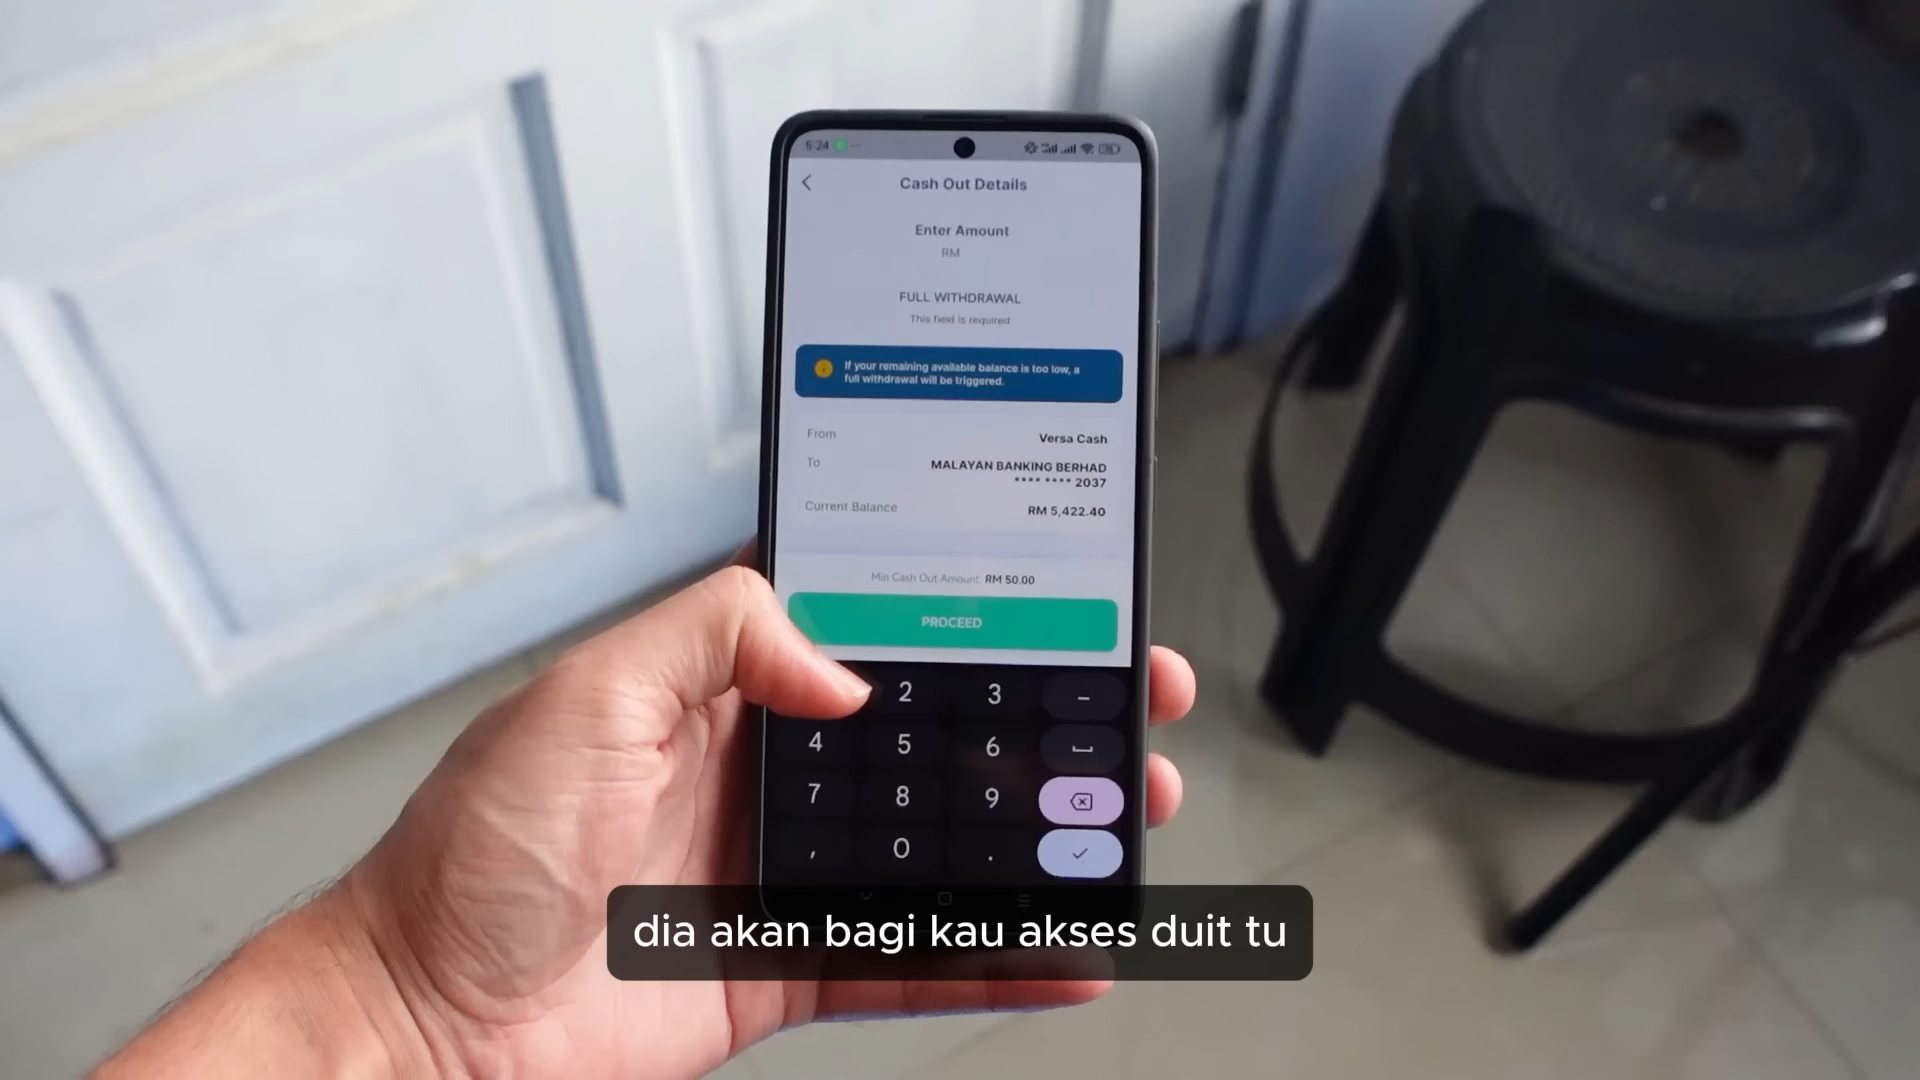 5:24
Cash Out Details
Enter Amount
RM
FULL WITHDRAWAL
This field is required
If your remaining available balance is too low, a
full withdrawal will be triggered.
From
Versa Cash
To
MALAYAN BANKING BERHAD
**** **** 2037
Current Balance
RM 5,422.40
Min Cash Out Amount: RM 50.00
PROCEED
2 3 -
4 5 6
7 8 9
, 0 .
dia akan bagi kau akses duit tu